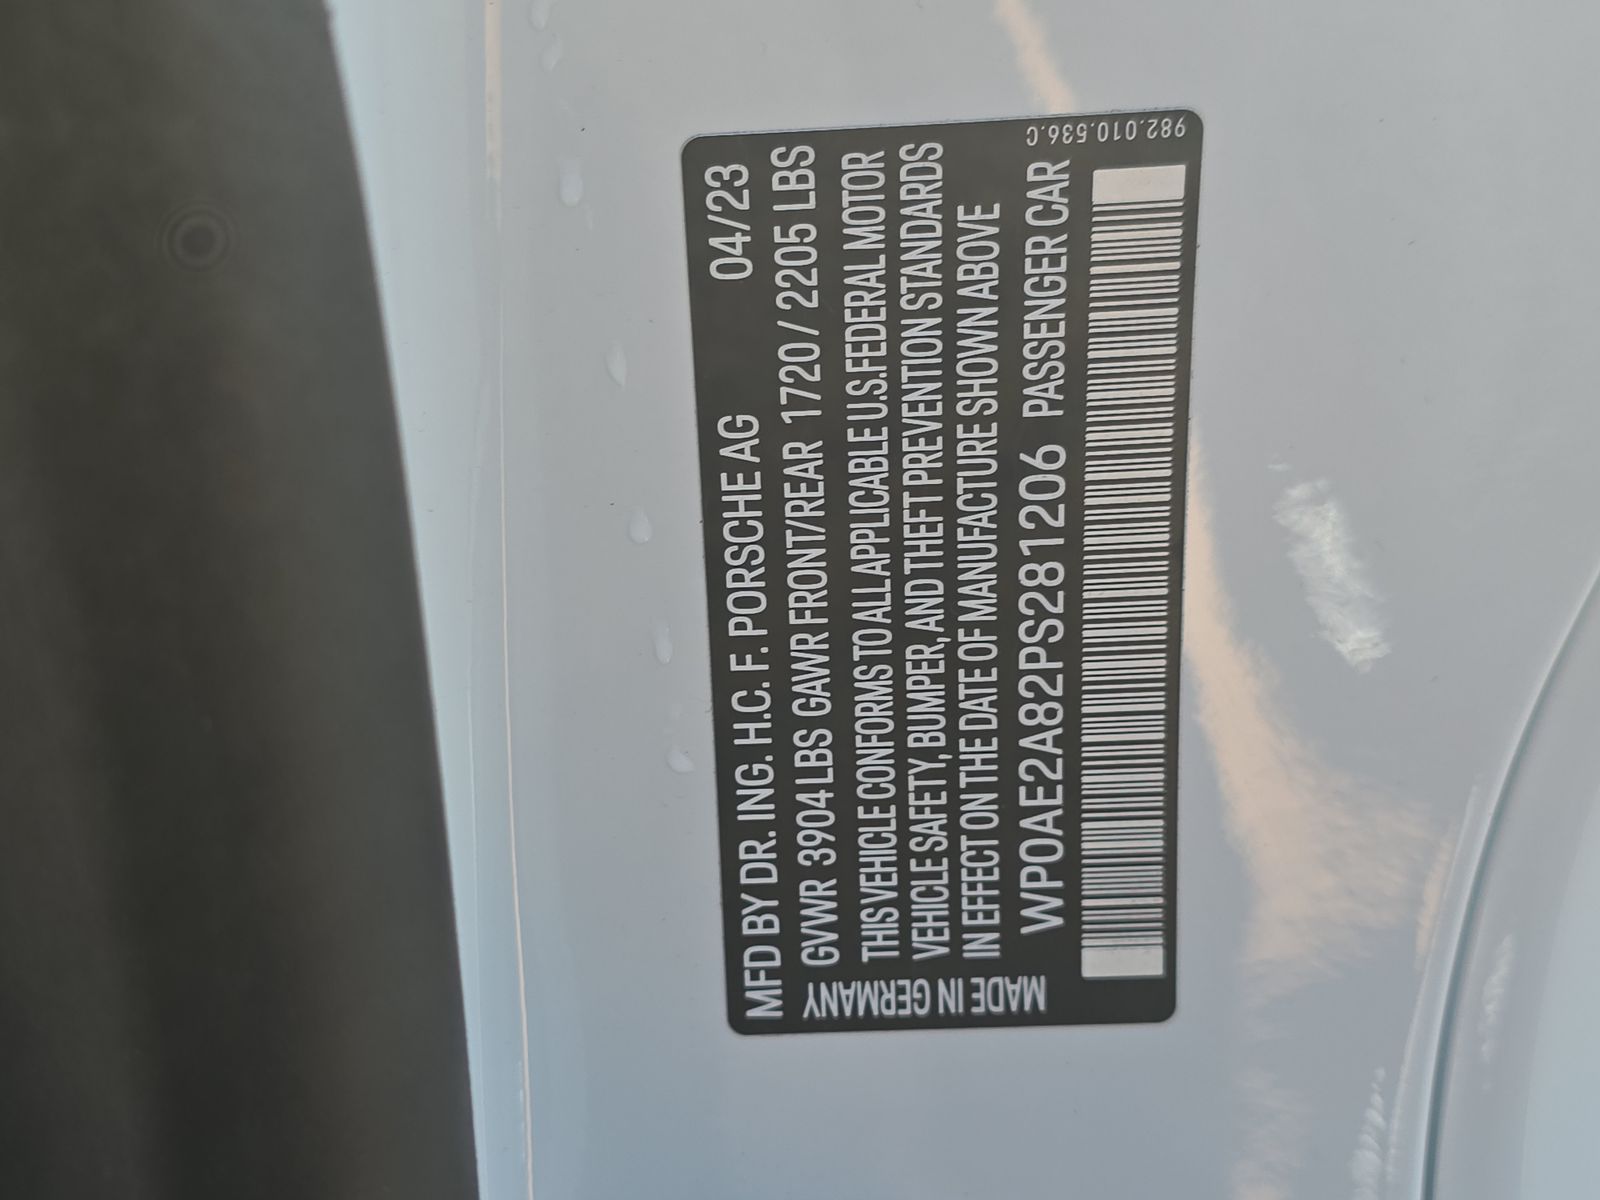 MFD BY DR. ING. H.C. F. PORSCHE AG 04/23
GVWR 3904 LBS GAWR FRONT/REAR 1720 / 2205 LBS
THIS VEHICLE CONFORMS TO ALL APPLICABLE U.S. FEDERAL MOTOR
VEHICLE SAFETY, BUMPER, AND THEFT PREVENTION STANDARDS
IN EFFECT ON THE DATE OF MANUFACTURE SHOWN ABOVE
WP0AE2A82PS281206 PASSENGER CAR
MADE IN GERMANY
982.010.536.C